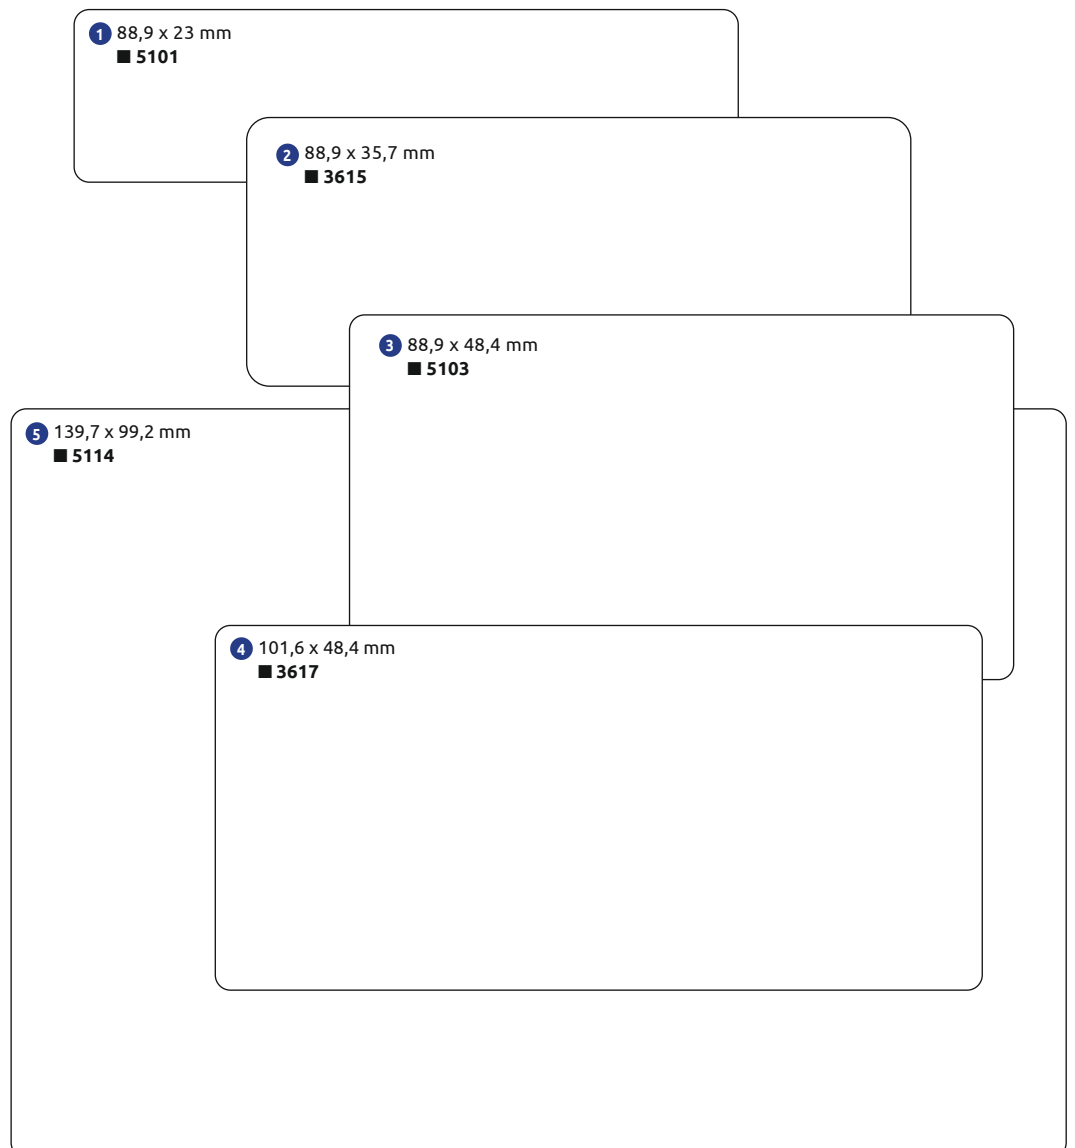 1 88,9 x 23 mm
■ 5101
2 88,9 x 35,7 mm
■ 3615
3 88,9 x 48,4 mm
■ 5103
5 139,7 x 99,2 mm
■ 5114
4 101,6 x 48,4 mm
■ 3617